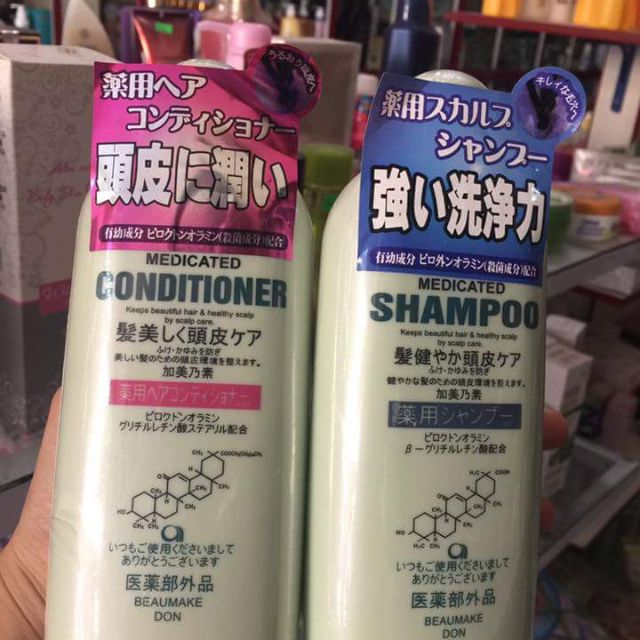 うるおう頭皮へ
薬用ヘア
コンディショナー
頭皮に潤い
有効成分 ピロクトンオラミン(殺菌成分)配合
MEDICATED
CONDITIONER
Keeps beautiful hair & healthy scalp
by scalp care.
髪美しく頭皮ケア
ふけ・かゆみを防ぎ
美しい髪のための頭皮環境を整えます。
加美乃素
薬用ヘアコンディショナー
ピロクトンオラミン
グリチルレチン酸ステアリル配合
いつもご使用くださいまして
ありがとうございます
医薬部外品
BEAUMAKE
DON
キレイな毛穴へ
薬用スカルプ
シャンプー
強い洗浄力
有幼成分 ピロ外ンオラミン(殺菌成分)配合
MEDICATED
SHAMPOO
Keeps beautiful hair & healthy scalp
by scalp care.
髪健やか頭皮ケア
ふけ・かゆみを防ぎ
健やかな髪のための頭皮環境を整えます。
加美乃素
薬用シャンプー
ピロクトンオラミン
β－グリチルレチン酸配合
いつもご使用くださいまして
ありがとうございます
医薬部外品
BEAUMAKE
DON